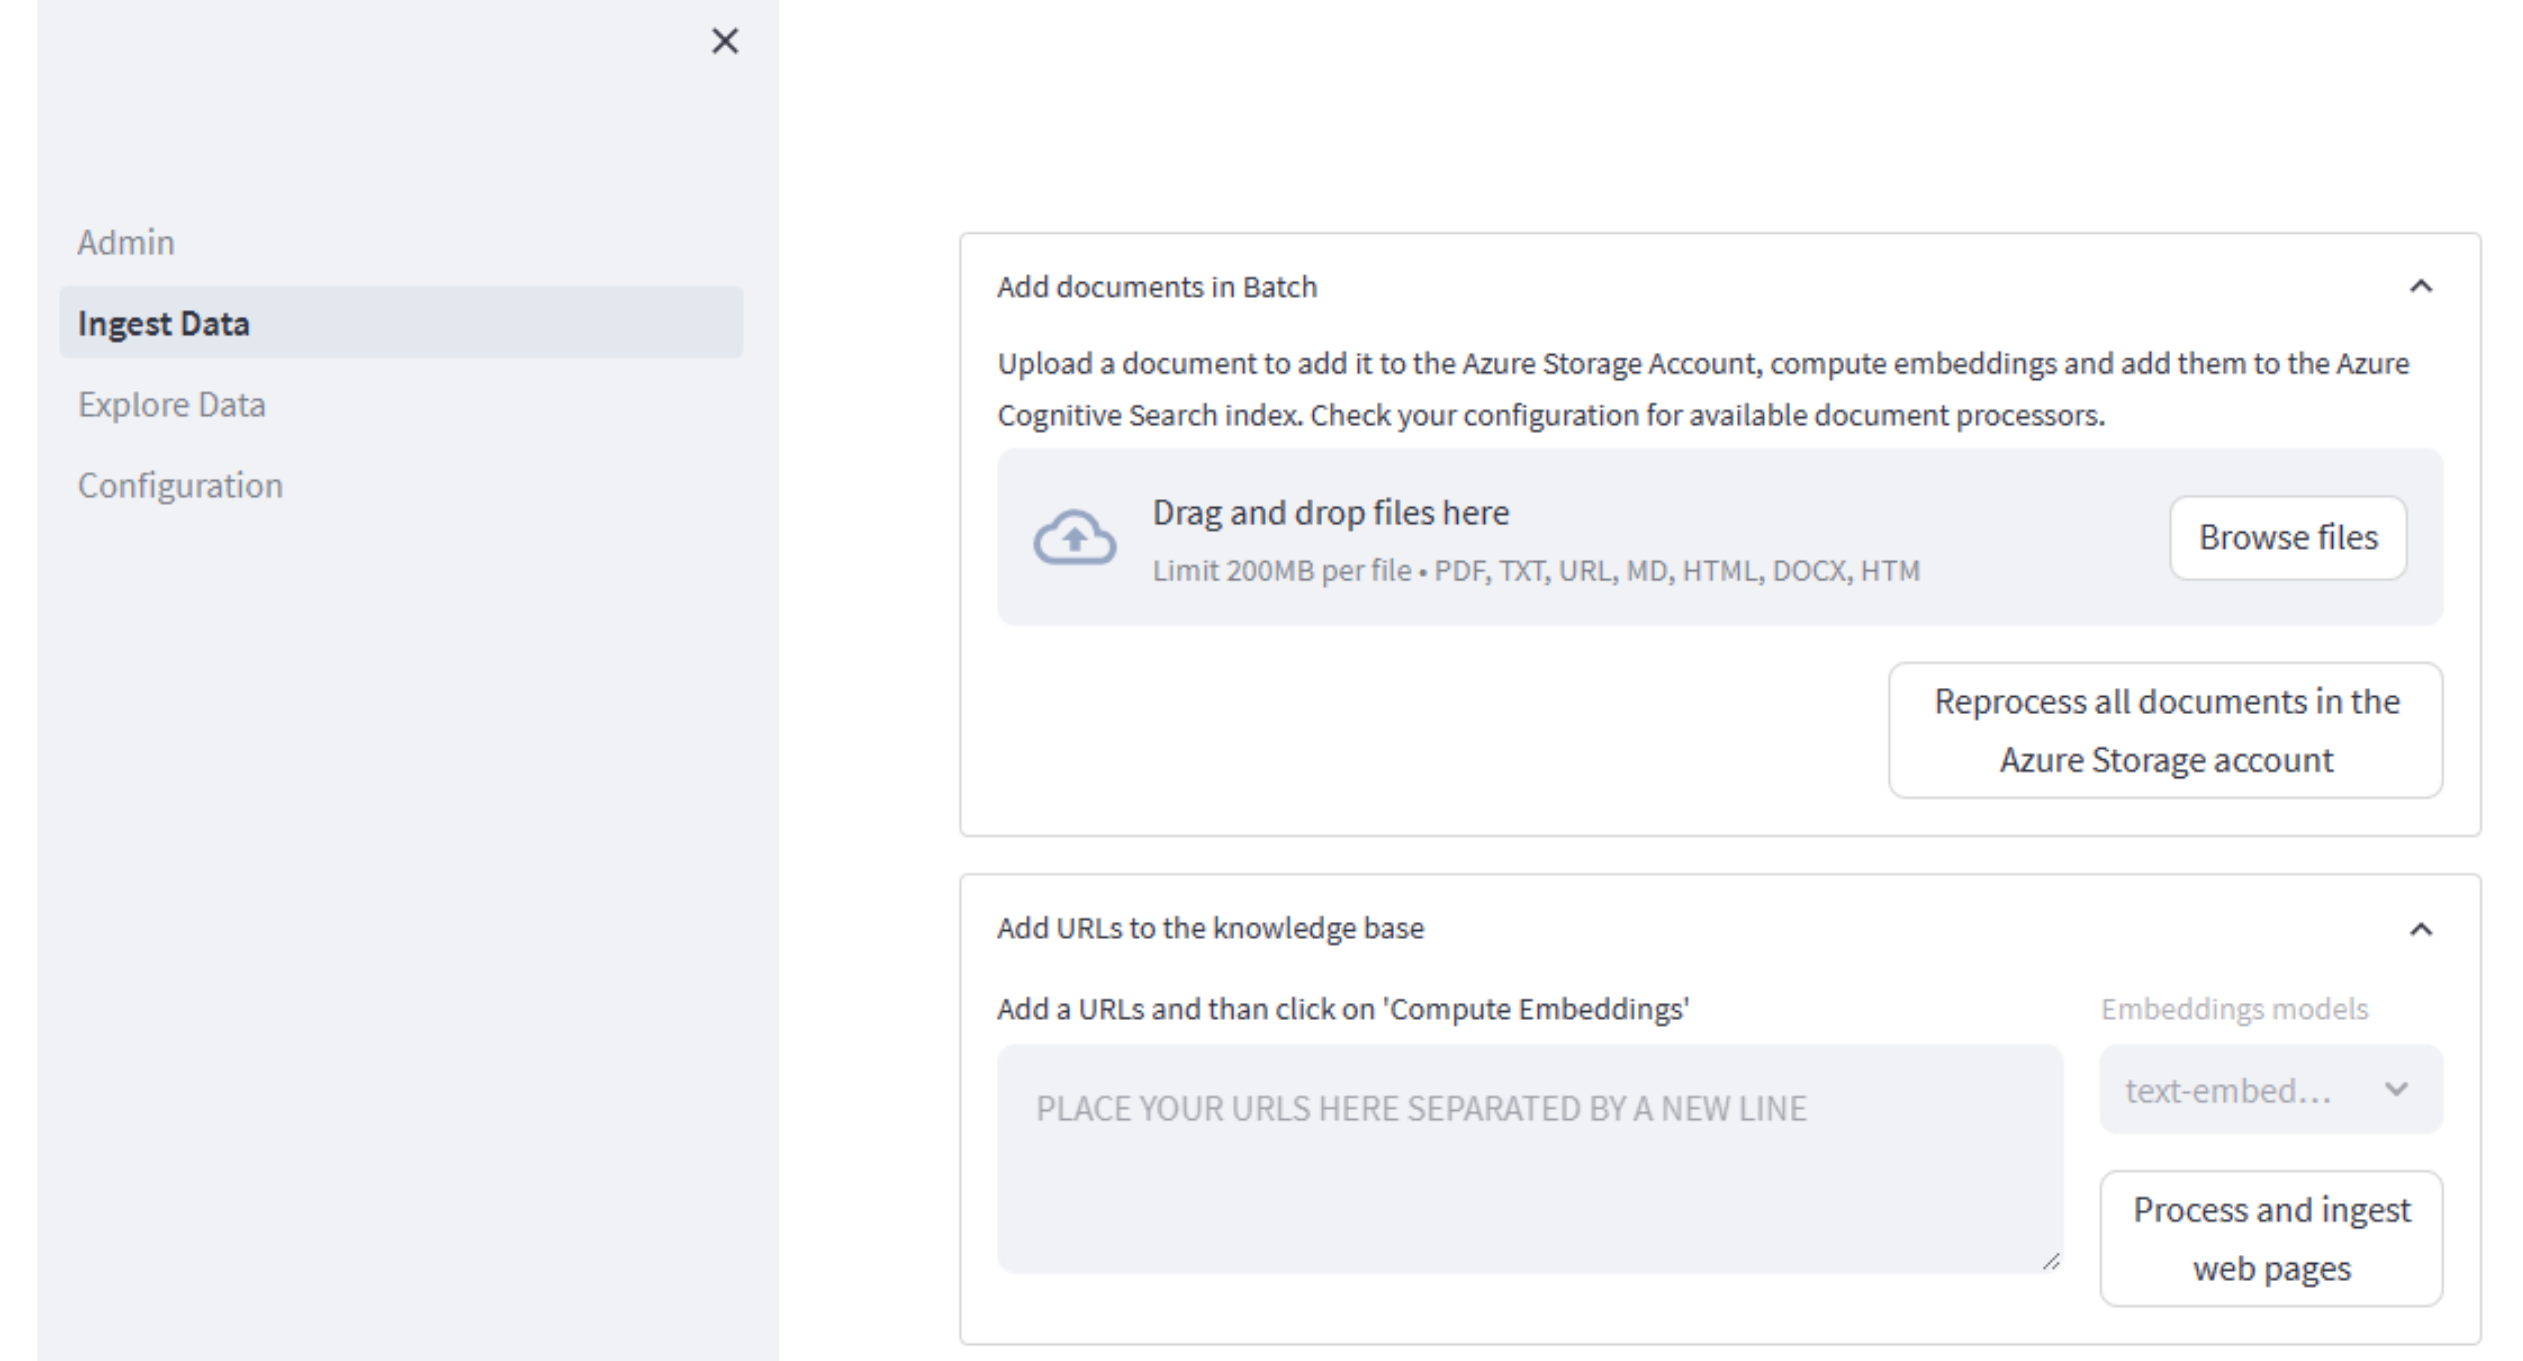 Admin
Ingest Data
Explore Data
Configuration
Add documents in Batch
Upload a document to add it to the Azure Storage Account, compute embeddings and add them to the Azure
Cognitive Search index. Check your configuration for available document processors.
Drag and drop files here
Limit 200MB per file • PDF, TXT, URL, MD, HTML, DOCX, HTM
Browse files
Reprocess all documents in the
Azure Storage account
Add URLs to the knowledge base
Add a URLs and than click on 'Compute Embeddings'
Embeddings models
PLACE YOUR URLS HERE SEPARATED BY A NEW LINE
text-embed...
Process and ingest
web pages